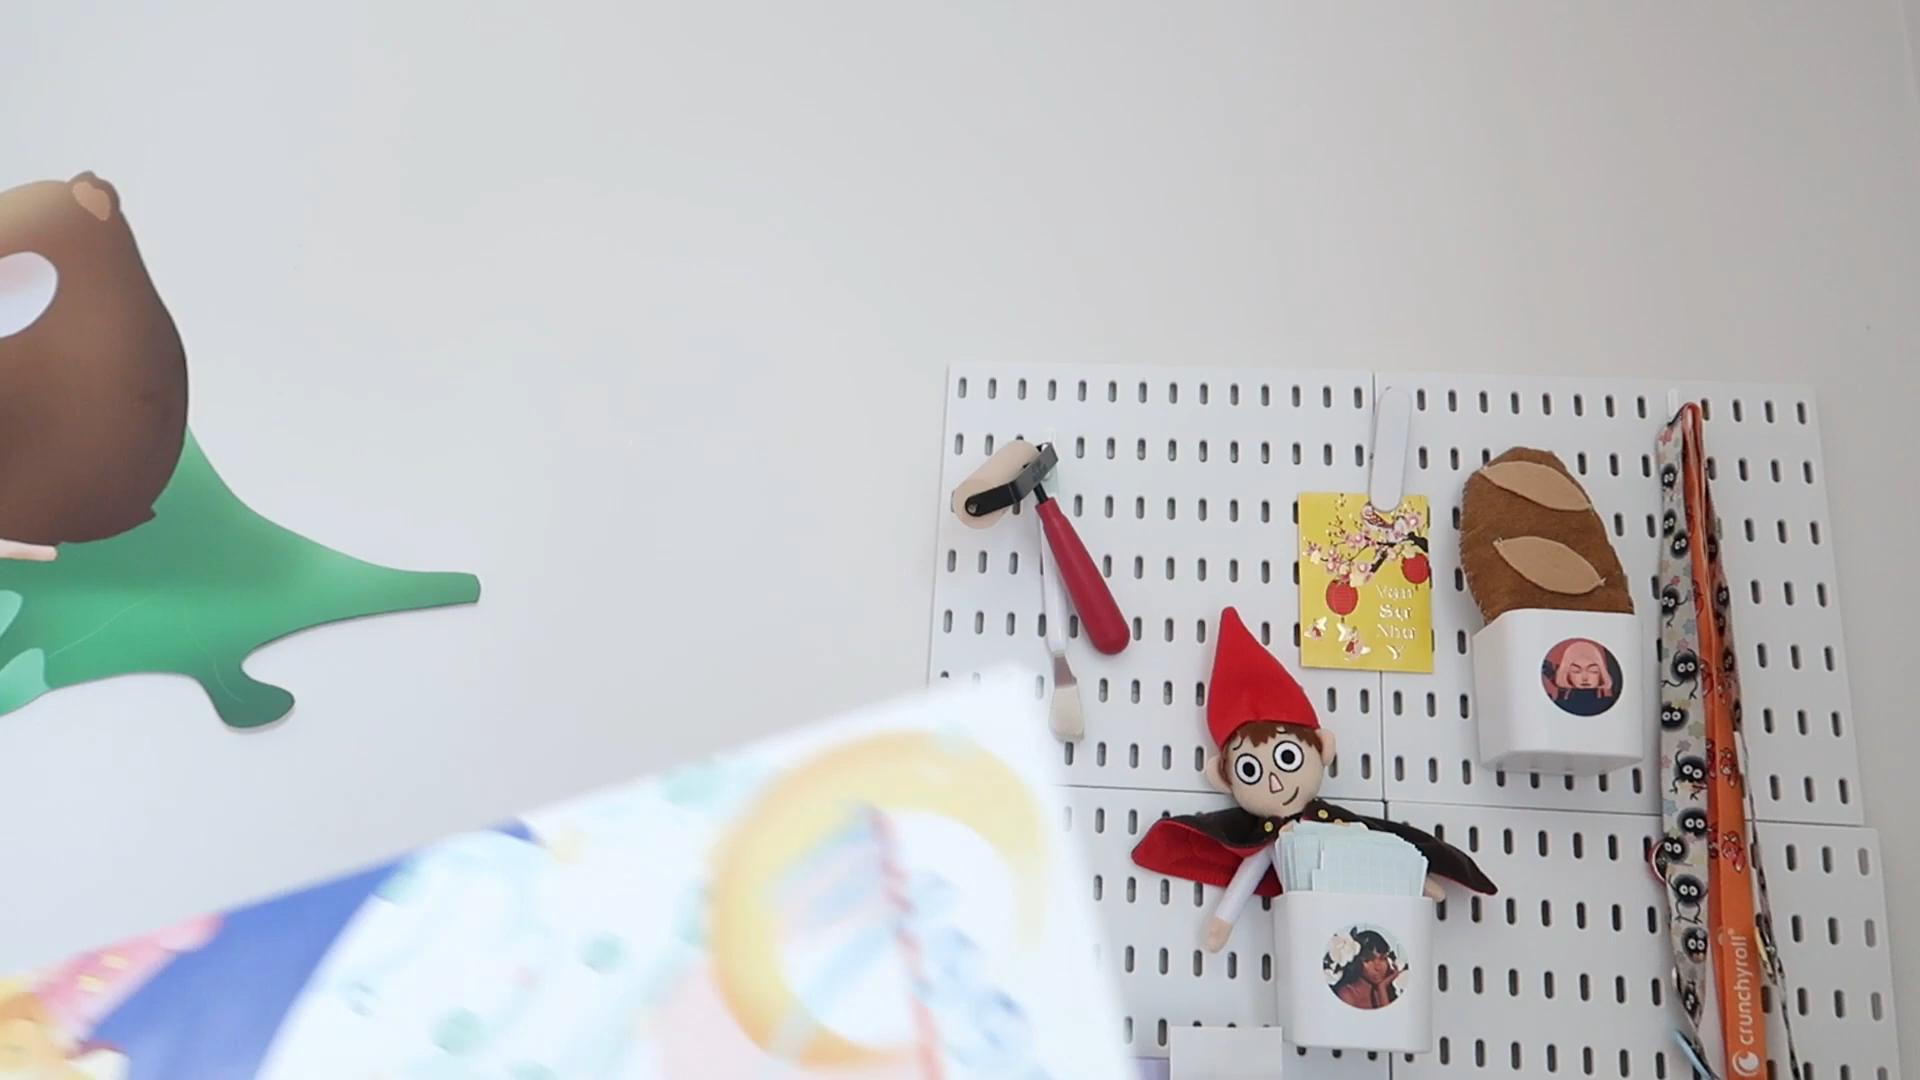 Vạn
Sự
Như
Ý
crunchyroll